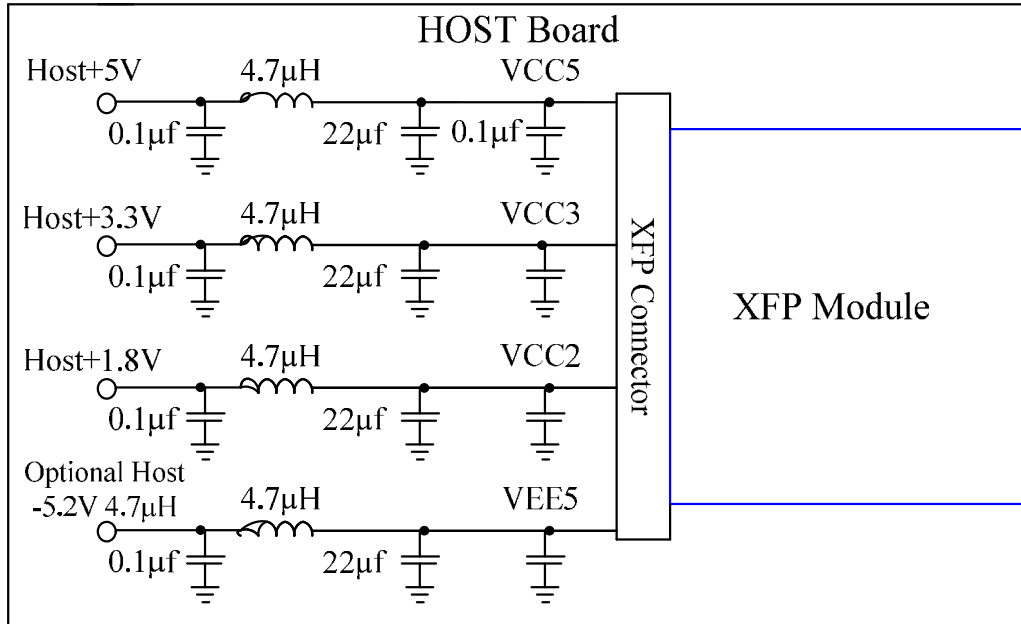 HOST Board
Host+5V
4.7μH
VCC5
0.1μf
22μf
0.1μf
Host+3.3V
4.7μH
VCC3
0.1μf
22μf
Host+1.8V
4.7μH
VCC2
0.1μf
22μf
Optional Host
-5.2V 4.7μH
4.7μH
VEE5
0.1μf
22μf
XFP Connector
XFP Module